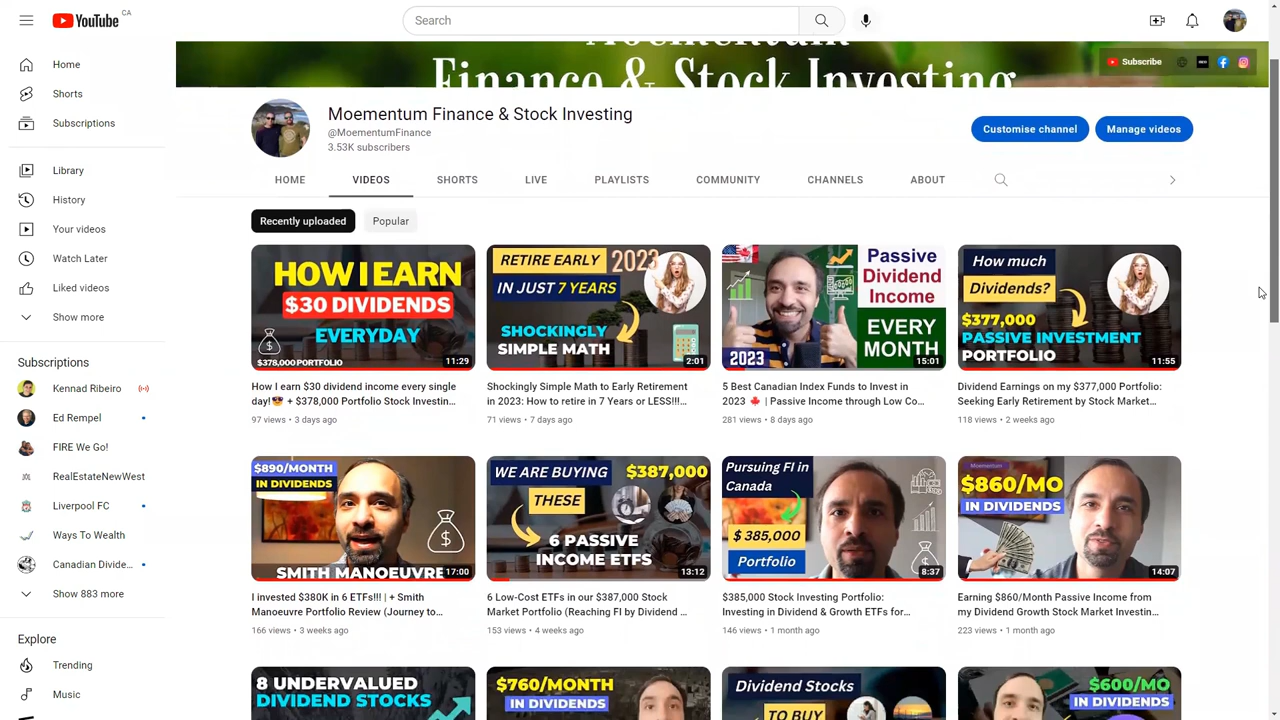 YouTube CA
Search
Home
Shorts
Subscriptions
Library
History
Your videos
Watch Later
Liked videos
Show more
Subscriptions
Kennad Ribeiro
Ed Rempel
FIRE We Go!
RealEstateNewWest
Liverpool FC
Ways To Wealth
Canadian Divide...
Show 883 more
Explore
Trending
Music
Finance & Stock Investing
Subscribe
Moementum Finance & Stock Investing
@MoementumFinance
3.53K subscribers
Customise channel
Manage videos
HOME VIDEOS SHORTS LIVE PLAYLISTS COMMUNITY CHANNELS ABOUT
Recently uploaded Popular
HOW I EARN
$30 DIVIDENDS
EVERYDAY
$378,000 PORTFOLIO
11:29
How I earn $30 dividend income every single
day!😎 + $378,000 Portfolio Stock Investin...
97 views • 3 days ago
RETIRE EARLY 2023
IN JUST 7 YEARS
SHOCKINGLY
SIMPLE MATH
2:01
Shockingly Simple Math to Early Retirement
in 2023: How to retire in 7 Years or LESS!!!...
71 views • 7 days ago
Passive
Dividend
Income
EVERY
MONTH
2023
15:01
5 Best Canadian Index Funds to Invest in
2023 🍁 | Passive Income through Low Co...
281 views • 8 days ago
How much
Dividends?
$377,000
PASSIVE INVESTMENT
PORTFOLIO
11:55
Dividend Earnings on my $377,000 Portfolio:
Seeking Early Retirement by Stock Market...
118 views • 2 weeks ago
$890/MONTH
IN DIVIDENDS
SMITH MANOEUVRE
17:00
I invested $380K in 6 ETFs!!! | + Smith
Manoeuvre Portfolio Review (Journey to...
166 views • 3 weeks ago
WE ARE BUYING $387,000
THESE
6 PASSIVE
INCOME ETFS
13:12
6 Low-Cost ETFs in our $387,000 Stock
Market Portfolio (Reaching FI by Dividend ...
153 views • 4 weeks ago
Pursuing FI in
Canada
$ 385,000
Portfolio
8:37
$385,000 Stock Investing Portfolio:
Investing in Dividend & Growth ETFs for...
146 views • 1 month ago
Moementum
$860/MO
IN DIVIDENDS
14:07
Earning $860/Month Passive Income from
my Dividend Growth Stock Market Investin...
223 views • 1 month ago
8 UNDERVALUED
DIVIDEND STOCKS
$760/MONTH
IN DIVIDENDS
Dividend Stocks
TO BUY
$600/MO
IN DIVIDENDS